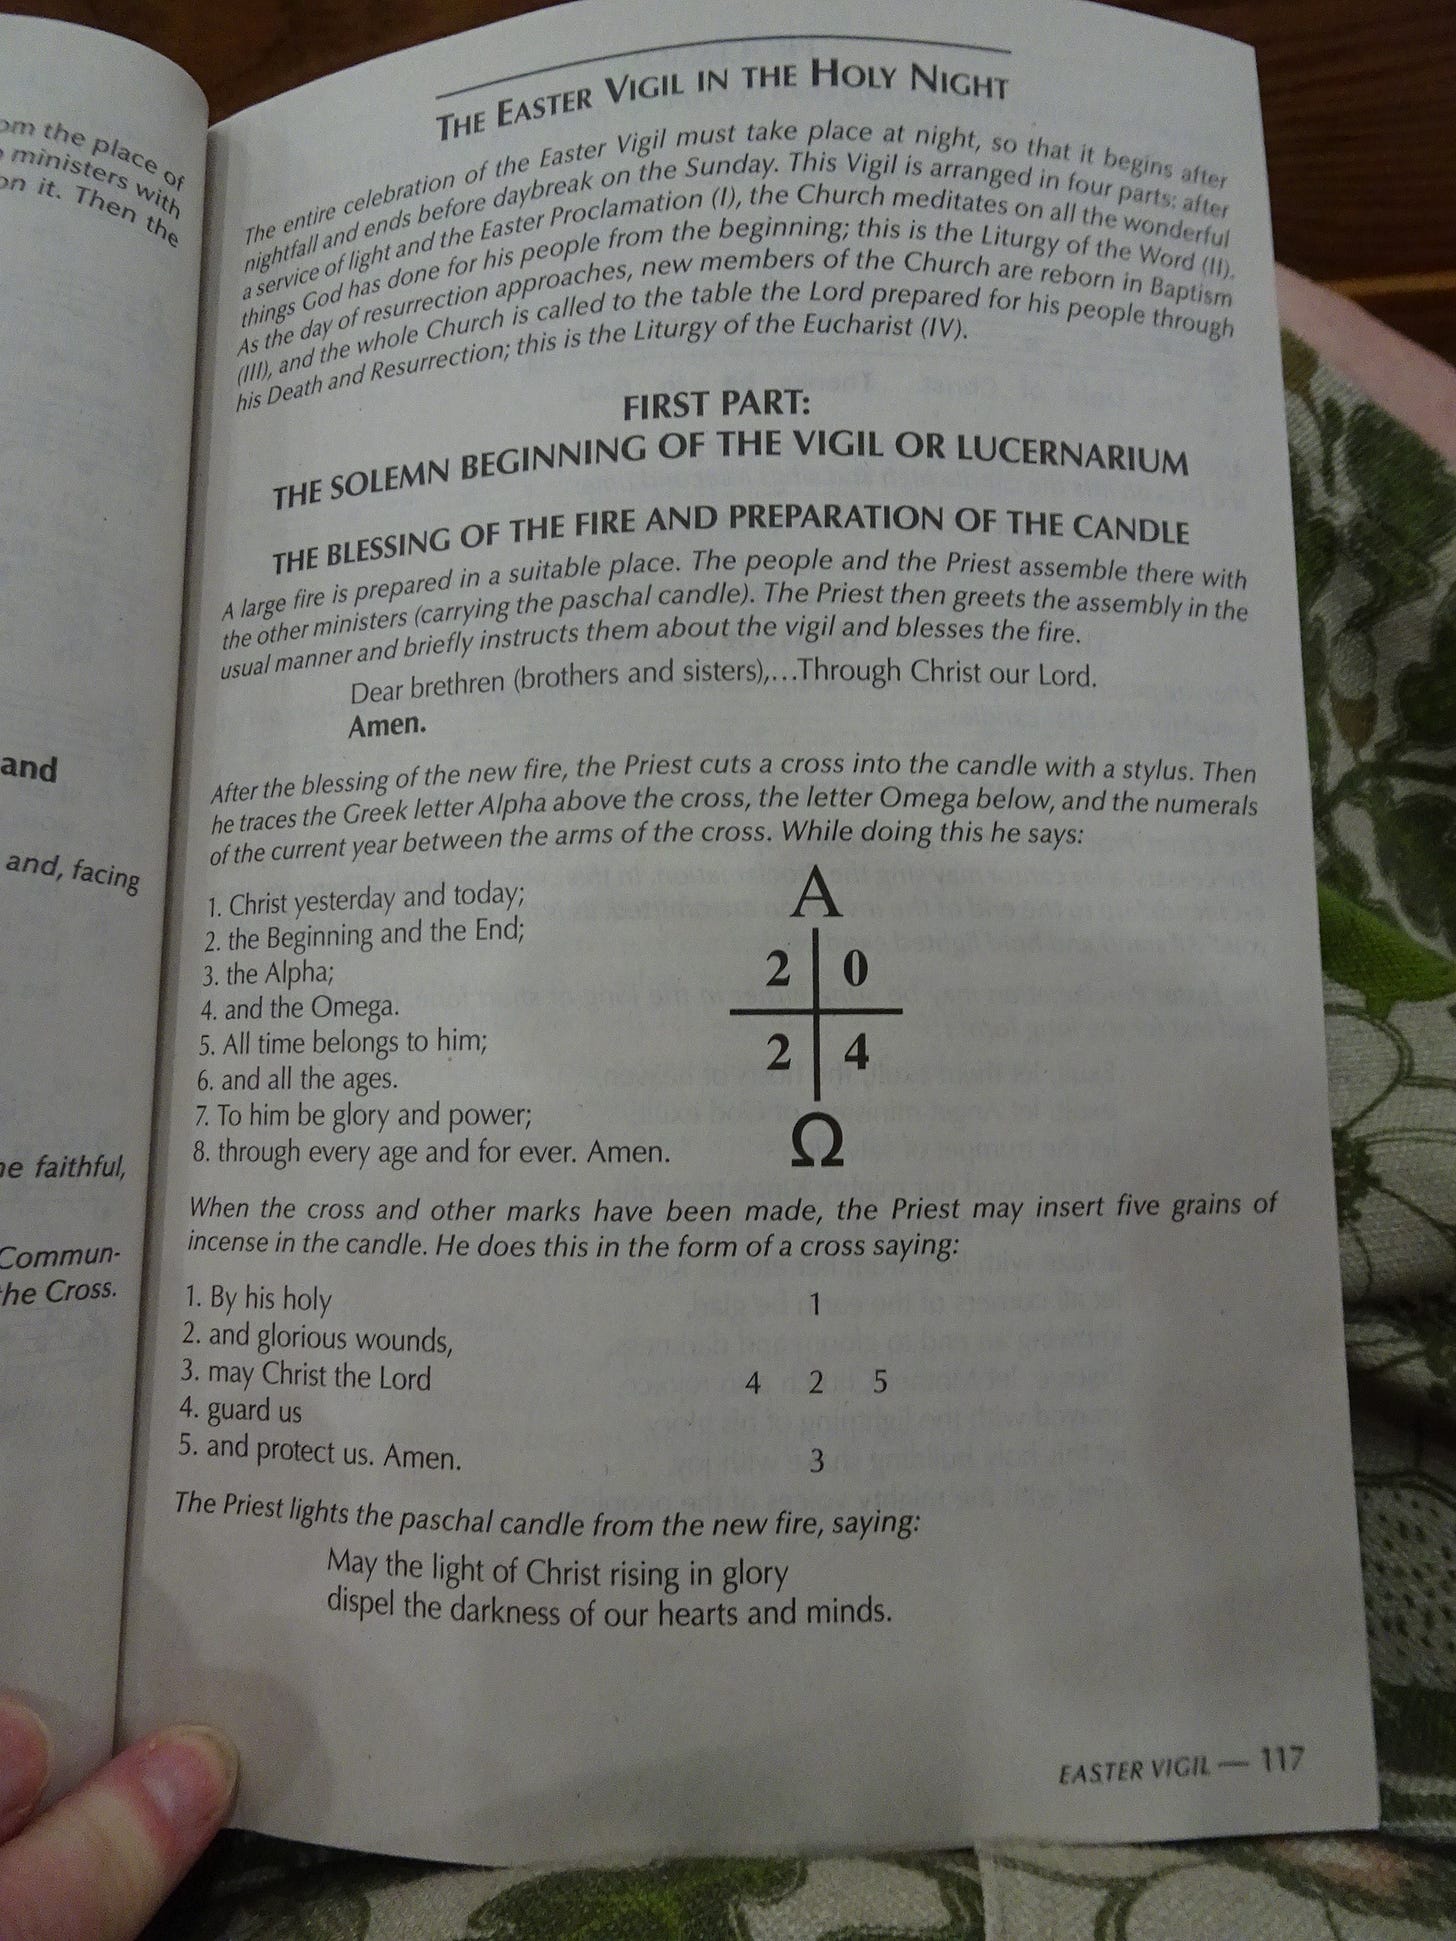 om the place of
ministers with
on it. Then the
and
and, facing
he faithful,
Commun-
the Cross.
THE EASTER VIGIL IN THE HOLY NIGHT
The entire celebration of the Easter Vigil must take place at night, so that it begins after
nightfall and ends before daybreak on the Sunday. This Vigil is arranged in four parts: after
a service of light and the Easter Proclamation (I), the Church meditates on all the wonderful
things God has done for his people from the beginning; this is the Liturgy of the Word (II).
As the day of resurrection approaches, new members of the Church are reborn in Baptism
(III), and the whole Church is called to the table the Lord prepared for his people through
his Death and Resurrection; this is the Liturgy of the Eucharist (IV).
FIRST PART:
THE SOLEMN BEGINNING OF THE VIGIL OR LUCERNARIUM
THE BLESSING OF THE FIRE AND PREPARATION OF THE CANDLE
A large fire is prepared in a suitable place. The people and the Priest assemble there with
the other ministers (carrying the paschal candle). The Priest then greets the assembly in the
usual manner and briefly instructs them about the vigil and blesses the fire.
Dear brethren (brothers and sisters),...Through Christ our Lord.
Amen.
After the blessing of the new fire, the Priest cuts a cross into the candle with a stylus. Then
he traces the Greek letter Alpha above the cross, the letter Omega below, and the numerals
of the current year between the arms of the cross. While doing this he says:
1. Christ yesterday and today;
2. the Beginning and the End;
3. the Alpha;
4. and the Omega.
5. All time belongs to him;
6. and all the ages.
7. To him be glory and power;
8. through every age and for ever. Amen.
Α
2 0
2 4
Ω
When the cross and other marks have been made, the Priest may insert five grains of
incense in the candle. He does this in the form of a cross saying:
1. By his holy
2. and glorious wounds,
3. may Christ the Lord
4. guard us
5. and protect us. Amen.
1
4 2 5
3
The Priest lights the paschal candle from the new fire, saying:
May the light of Christ rising in glory
dispel the darkness of our hearts and minds.
EASTER VIGIL — 117